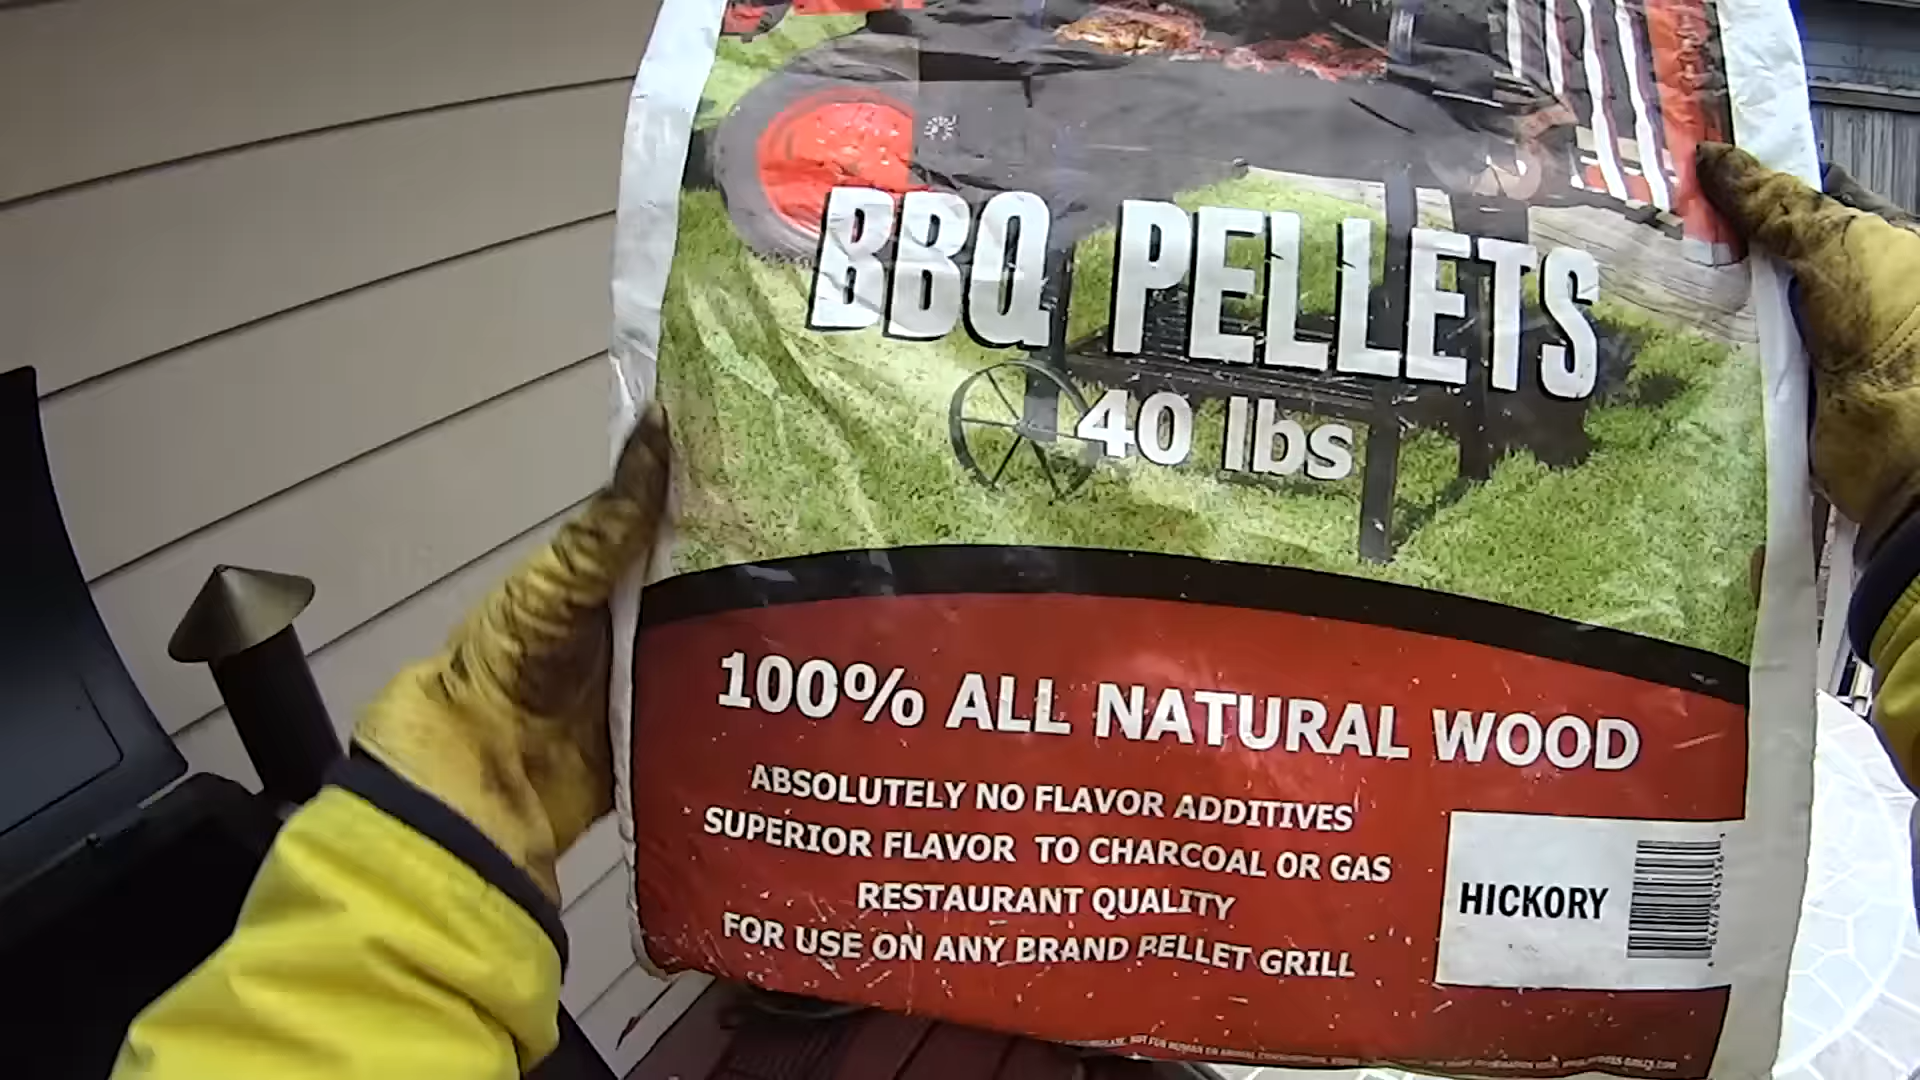 BBQ PELLETS
40 lbs
100% ALL NATURAL WOOD
ABSOLUTELY NO FLAVOR ADDITIVES
SUPERIOR FLAVOR TO CHARCOAL OR GAS
RESTAURANT QUALITY
FOR USE ON ANY BRAND PELLET GRILL
HICKORY